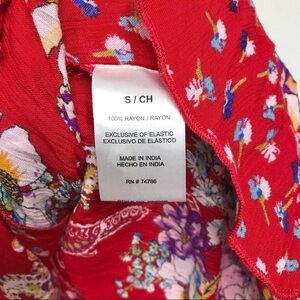 S / CH
100% RAYON / RAYON
EXCLUSIVE OF ELASTIC
EXCLUSIVO DE ELÁSTICO
MADE IN INDIA
HECHO EN INDIA
RN # 74786